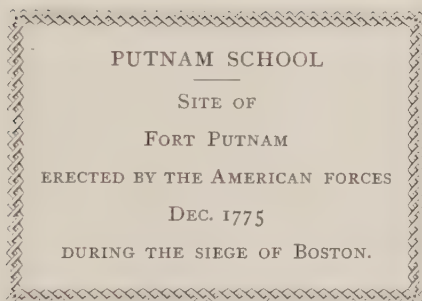 PUTNAM SCHOOL
SITE OF
FORT PUTNAM
ERECTED BY THE AMERICAN FORCES
DEC. 1775
DURING THE SIEGE OF BOSTON.